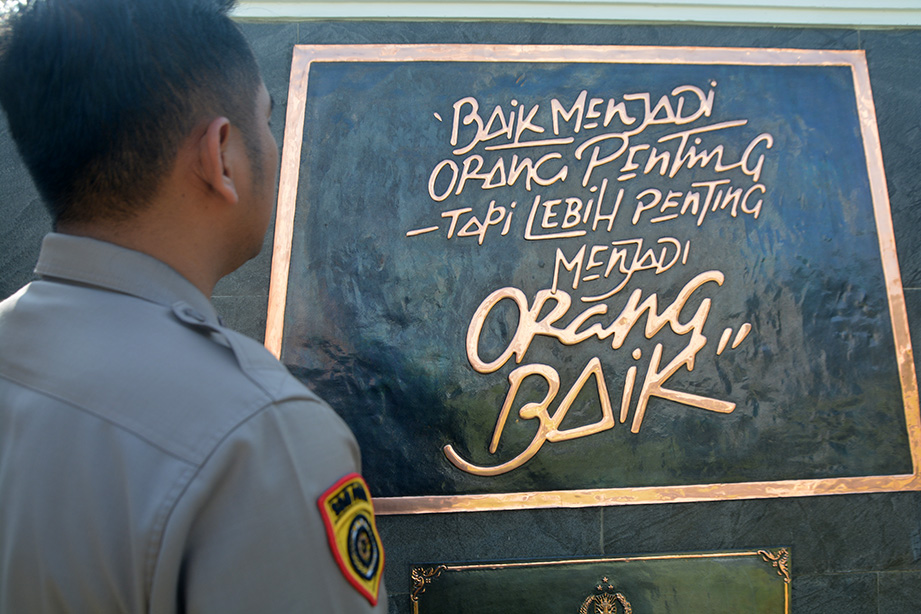 "BAiK MENJADi
ORANG PENTiNG
–TAPi LEBiH PENTiNG
MENJADi
ORANG
BAiK"